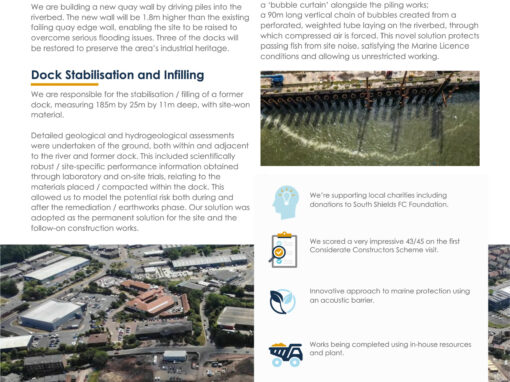 We are building a new quay wall by driving piles into the
riverbed. The new wall will be 1.8m higher than the existing
failing quay edge wall, enabling the site to be raised to
overcome serious flooding issues. Three of the docks will
be restored to preserve the area's industrial heritage.
Dock Stabilisation and Infilling
We are responsible for the stabilisation / filling of a former
dock, measuring 185m by 25m by 11m deep, with site-won
material.
Detailed geological and hydrogeological assessments
were undertaken of the ground, both within and adjacent
to the river and former dock. This included scientifically
robust / site-specific performance information obtained
through laboratory and on-site trials, relating to the
materials placed / compacted within the dock. This
allowed us to model the potential risk both during and
after the remediation / earthworks phase. Our solution was
adopted as the permanent solution for the site and the
follow-on construction works.
a 'bubble curtain' alongside the piling works:
a 90m long vertical chain of bubbles created from a
perforated, weighted tube laying on the riverbed, through
which compressed air is forced. This novel solution protects
passing fish from site noise, satisfying the Marine Licence
conditions and allowing us unrestricted working.
We're supporting local charities including
donations to South Shields FC Foundation.
We scored a very impressive 43/45 on the first
Considerate Constructors Scheme visit.
Innovative approach to marine protection using
an acoustic barrier.
Works being completed using in-house resources
and plant.